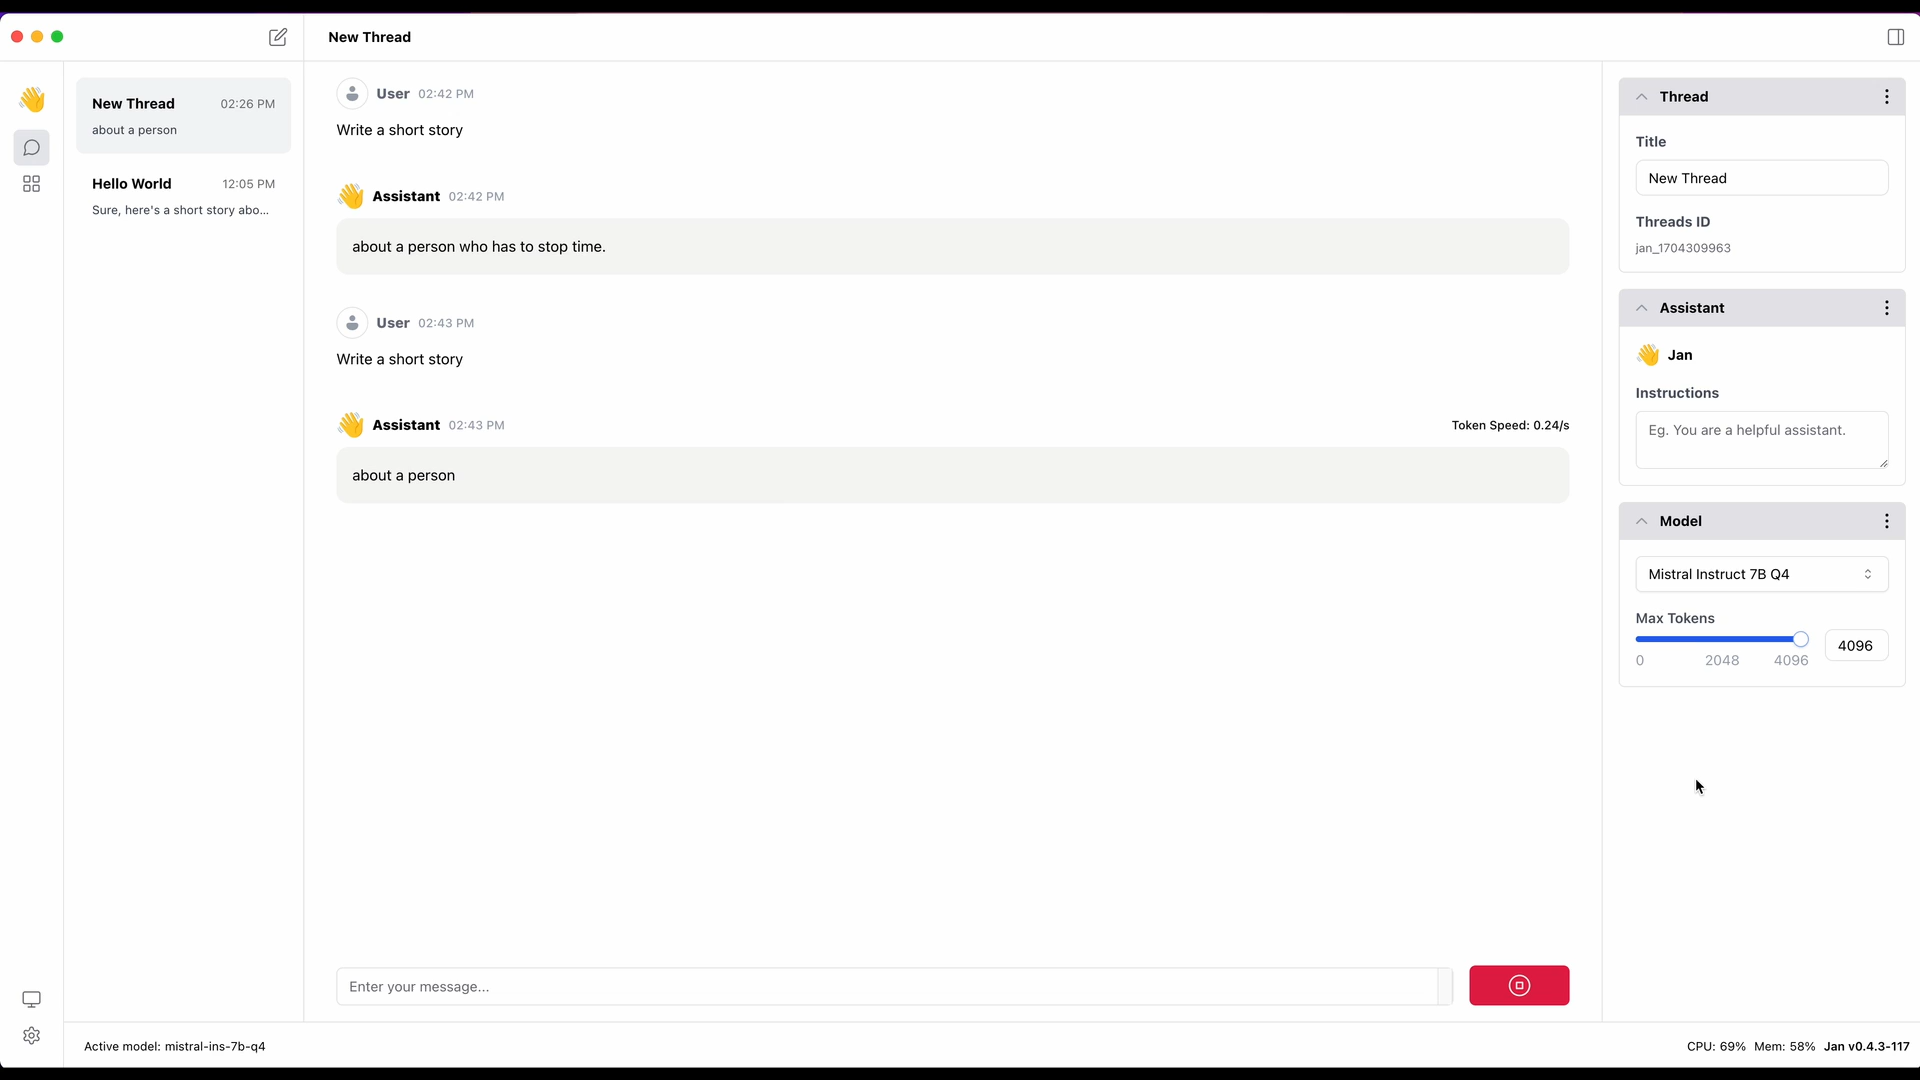 New Thread
New Thread 02:26 PM
about a person
Hello World 12:05 PM
Sure, here's a short story abo...
User 02:42 PM
Write a short story
Assistant 02:42 PM
about a person who has to stop time.
User 02:43 PM
Write a short story
Assistant 02:43 PM
Token Speed: 0.24/s
about a person
Enter your message...
Thread
Title
New Thread
Threads ID
jan_1704309963
Assistant
Jan
Instructions
Eg. You are a helpful assistant.
Model
Mistral Instruct 7B Q4
Max Tokens
4096
0 2048 4096
Active model: mistral-ins-7b-q4
CPU: 69% Mem: 58% Jan v0.4.3-117